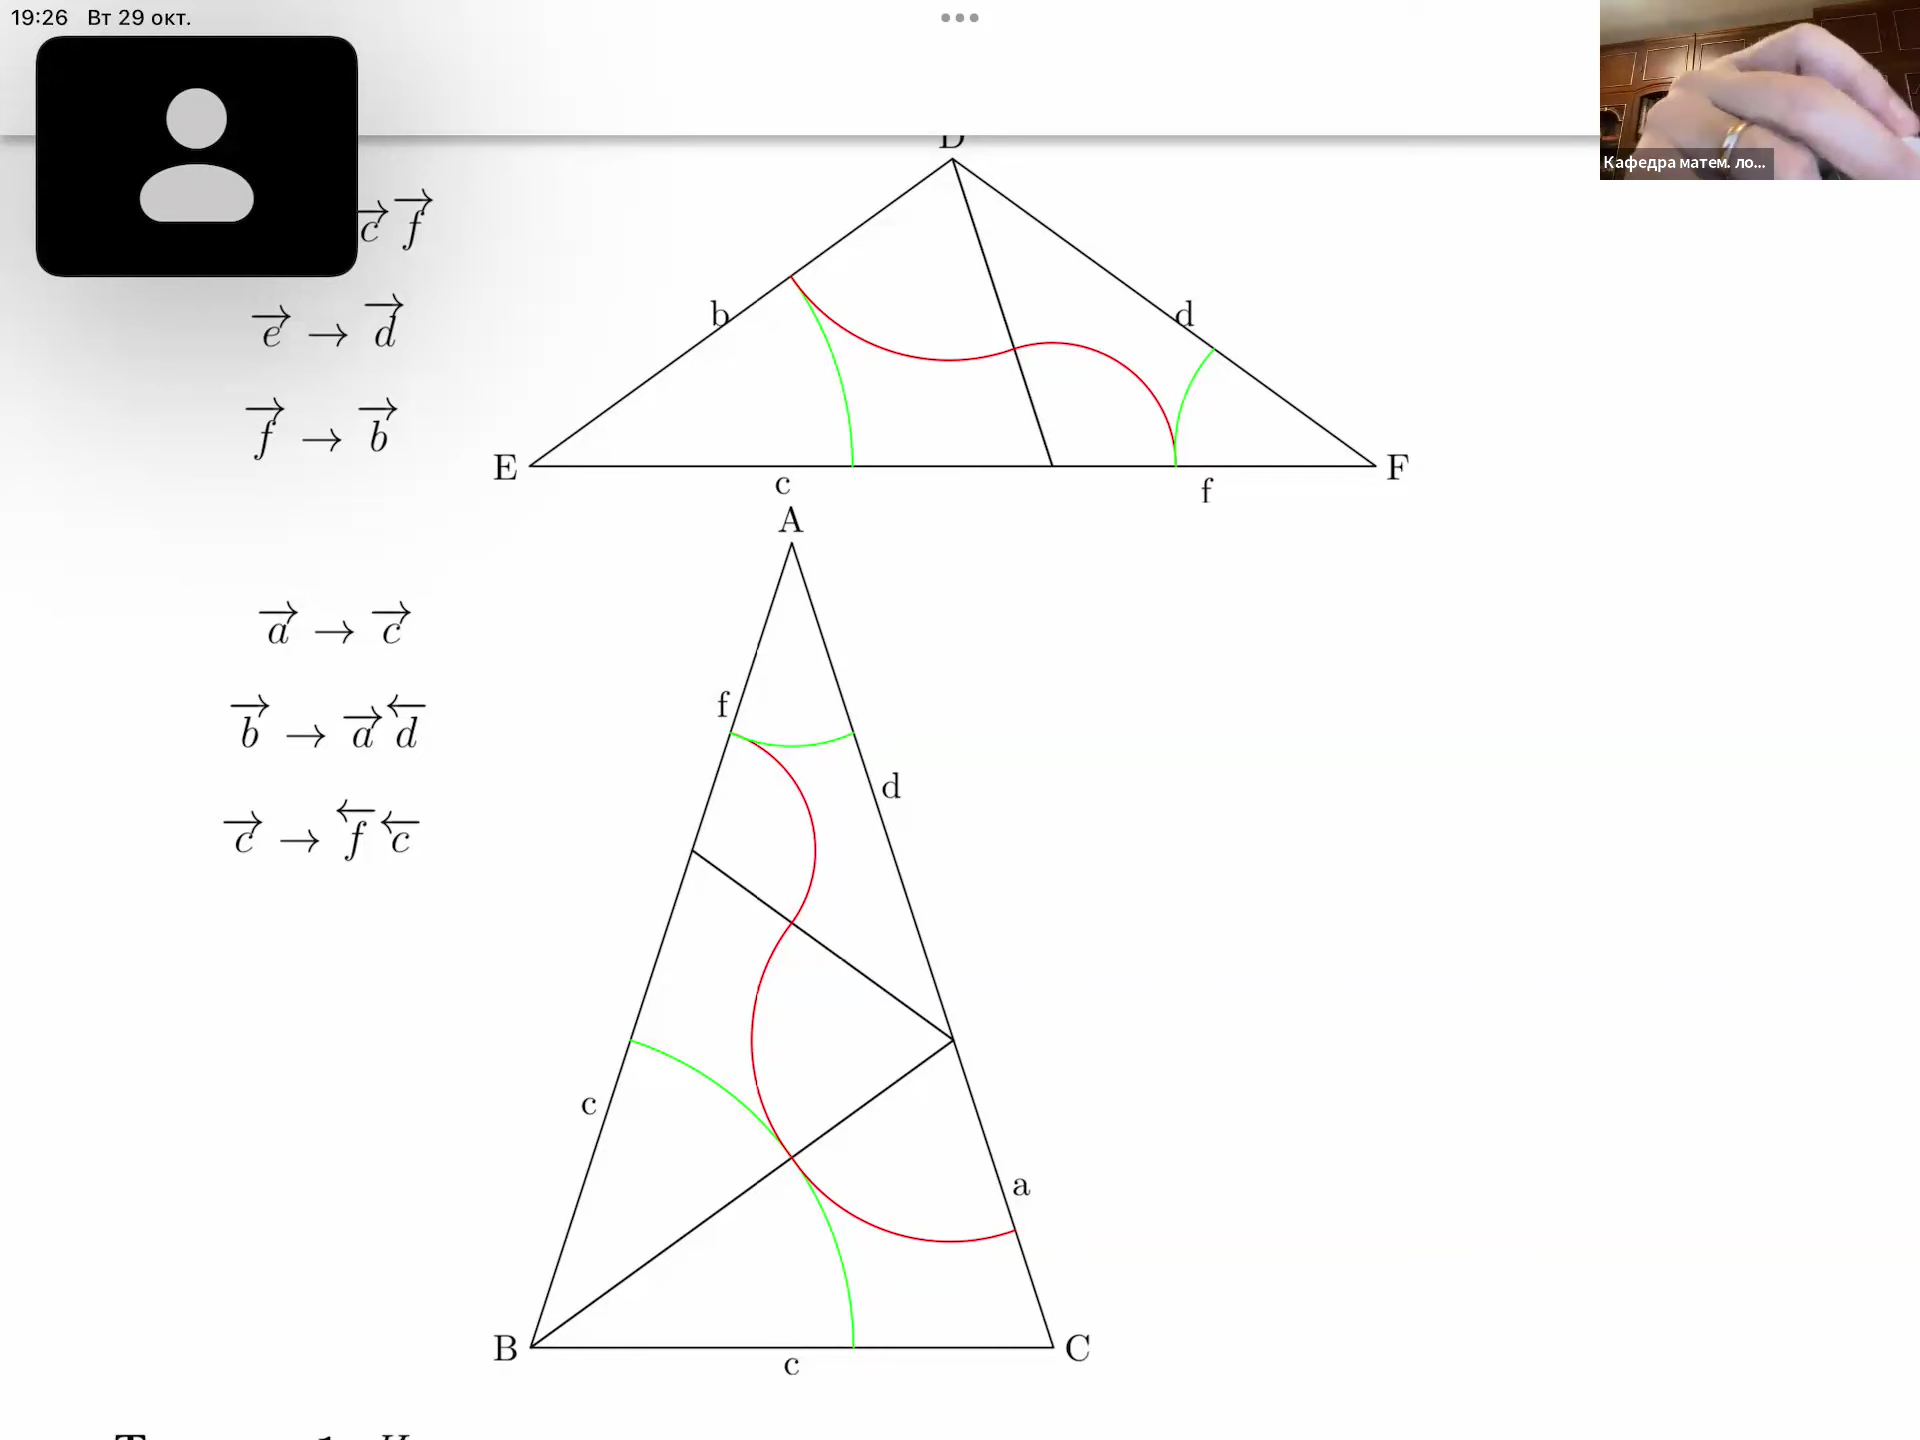 19:26 Вт 29 окт.
Кафедра матем. ло...
D
c⃗ f⃗
e⃗ → d⃗
f⃗ → b⃗
b
d
E
F
c
f
A
a⃗ → c⃗
b⃗ → a⃗ d⃖
c⃗ → f⃖ c⃖
f
d
c
a
B
C
c